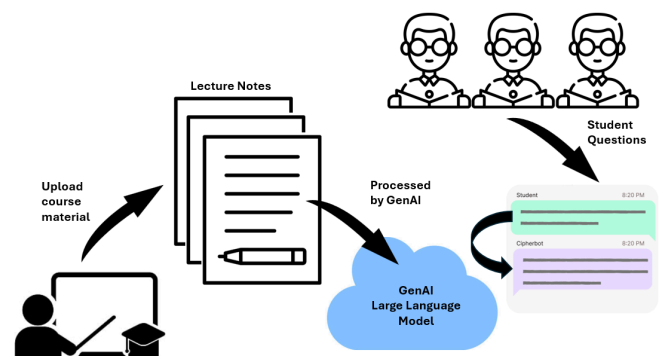 Lecture Notes
Student
Questions
Upload
course
material
Processed
by GenAI
Student 8:20 PM
Cipherbot 8:20 PM
GenAI
Large Language
Model